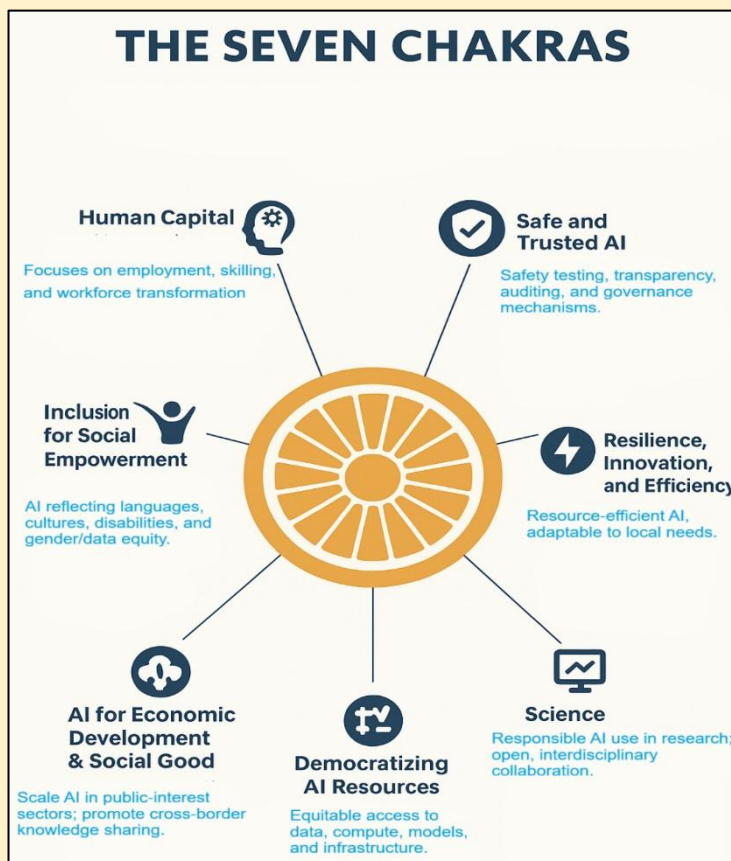 THE SEVEN CHAKRAS
Human Capital
Focuses on employment, skilling,
and workforce transformation
Safe and
Trusted AI
Safety testing, transparency,
auditing, and governance
mechanisms.
Inclusion
for Social
Empowerment
AI reflecting languages,
cultures, disabilities, and
gender/data equity.
Resilience,
Innovation,
and Efficiency
Resource-efficient AI,
adaptable to local needs.
AI for Economic
Development
& Social Good
Scale AI in public-interest
sectors; promote cross-border
knowledge sharing.
Democratizing
AI Resources
Equitable access to
data, compute, models,
and infrastructure.
Science
Responsible AI use in research;
open, interdisciplinary
collaboration.